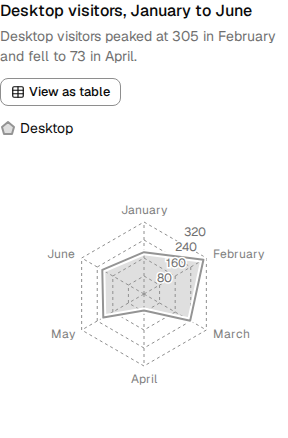 Desktop visitors, January to June
Desktop visitors peaked at 305 in February
and fell to 73 in April.
View as table
Desktop
January
320
240
June
February
160
80
May
March
April